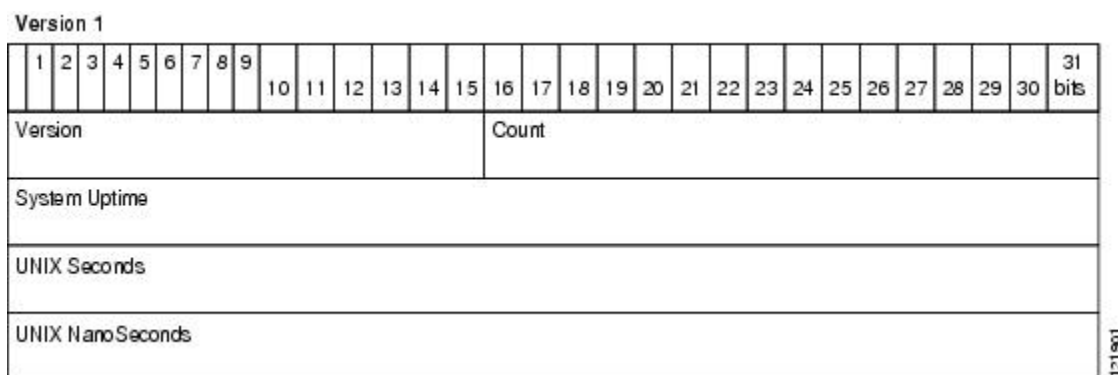 Version 1
1 2 3 4 5 6 7 8 9 10 11 12 13 14 15 16 17 18 19 20 21 22 23 24 25 26 27 28 29 30 31 bits
Version Count
System Uptime
UNIX Seconds
UNIX NanoSeconds
121901